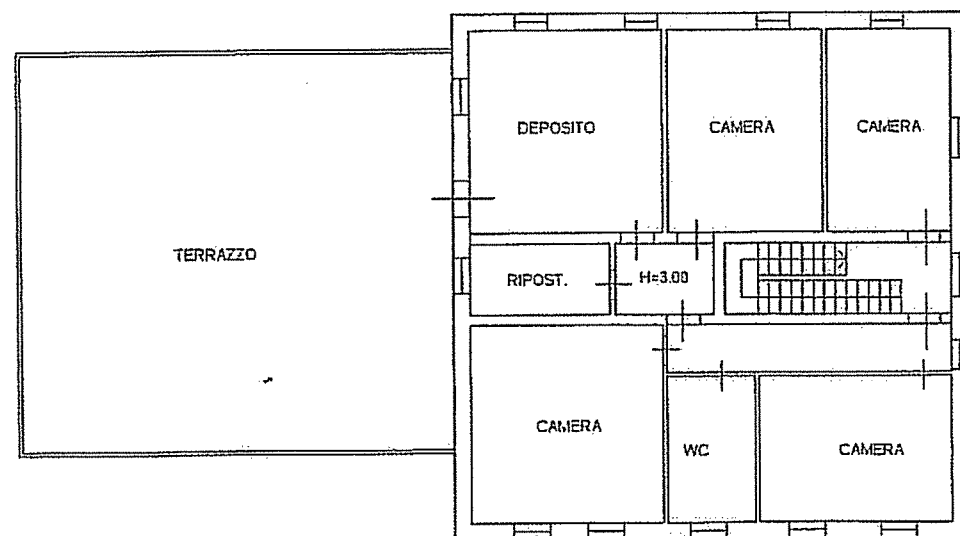 DEPOSITO
CAMERA
CAMERA
TERRAZZO
RIPOST.
H=3.00
CAMERA
WC
CAMERA